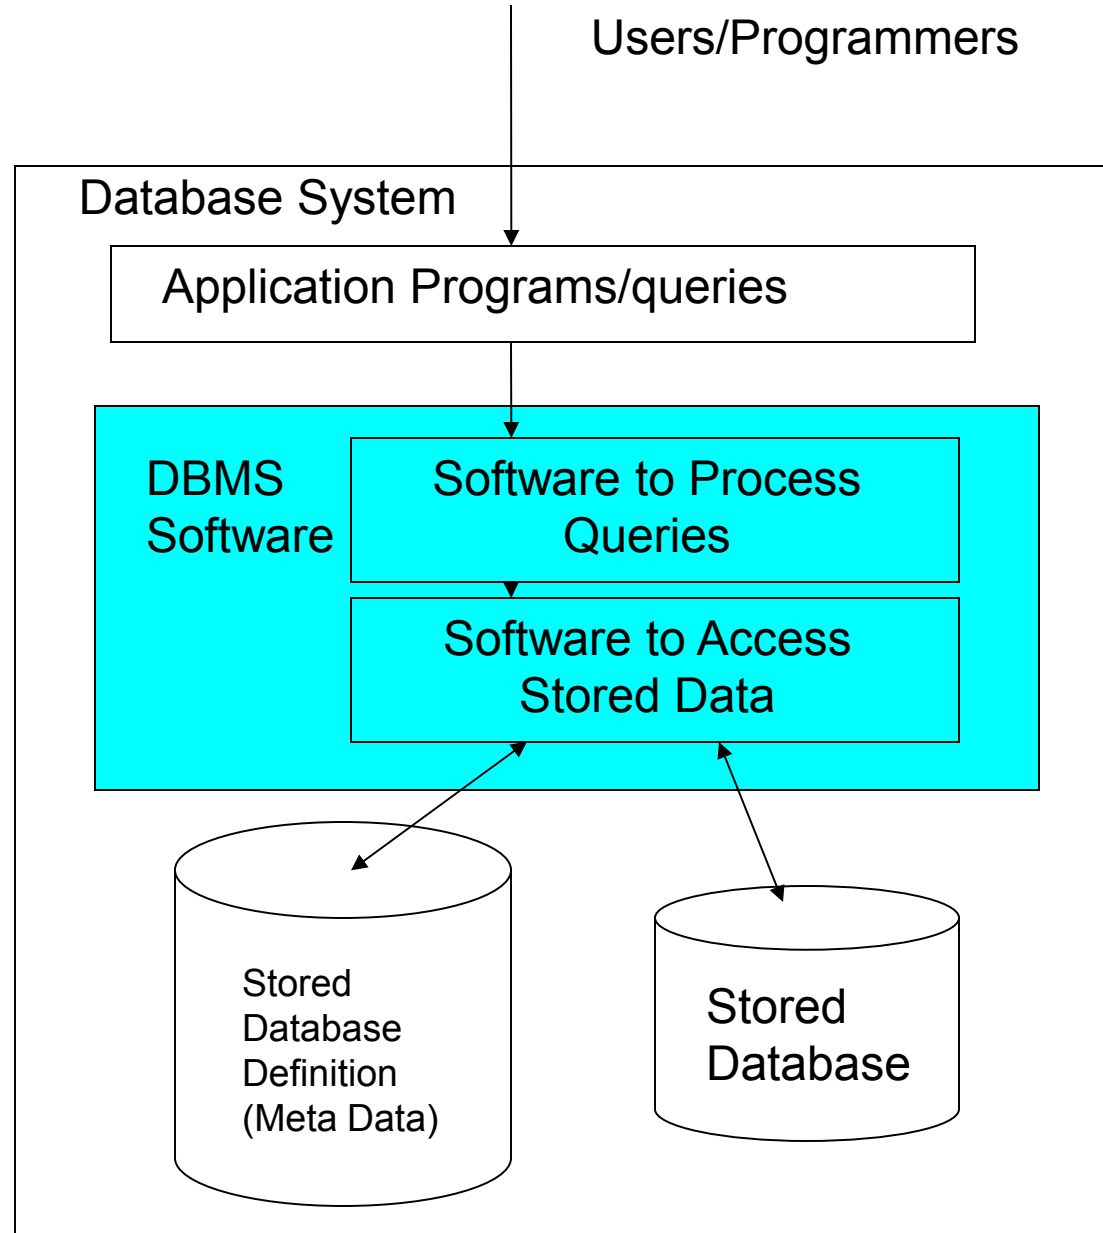 Users/Programmers
Database System
Application Programs/queries
DBMS
Software
Software to Process
Queries
Software to Access
Stored Data
Stored
Database
Definition
(Meta Data)
Stored
Database